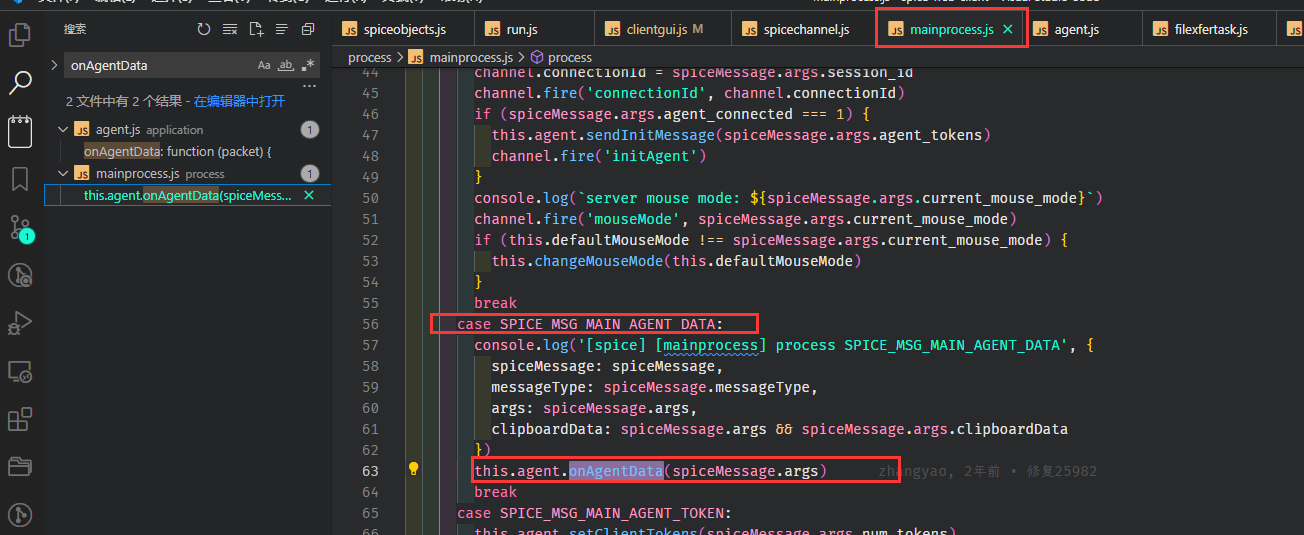 spiceobjects.js
run.js
clientgui.js M
spicechannel.js
mainprocess.js
agent.js
filexfertask.js
搜索
onAgentData
Aa ab
2 文件中有 2 个结果 - 在编辑器中打开
agent.js application 1
onAgentData: function (packet) {
mainprocess.js process 1
this.agent.onAgentData(spiceMess...
1
process > mainprocess.js > process
44 channel.connectionId = spiceMessage.args.session_id
45 channel.fire('connectionId', channel.connectionId)
46 if (spiceMessage.args.agent_connected === 1) {
47 this.agent.sendInitMessage(spiceMessage.args.agent_tokens)
48 channel.fire('initAgent')
49 }
50 console.log(`server mouse mode: ${spiceMessage.args.current_mouse_mode}`)
51 channel.fire('mouseMode', spiceMessage.args.current_mouse_mode)
52 if (this.defaultMouseMode !== spiceMessage.args.current_mouse_mode) {
53 this.changeMouseMode(this.defaultMouseMode)
54 }
55 break
56 case SPICE_MSG_MAIN_AGENT_DATA:
57 console.log('[spice] [mainprocess] process SPICE_MSG_MAIN_AGENT_DATA', {
58 spiceMessage: spiceMessage,
59 messageType: spiceMessage.messageType,
60 args: spiceMessage.args,
61 clipboardData: spiceMessage.args && spiceMessage.args.clipboardData
62 })
63 this.agent.onAgentData(spiceMessage.args) zhangyao, 2年前 • 修复25982
64 break
65 case SPICE_MSG_MAIN_AGENT_TOKEN:
66 this.agent.setClientTokens(spiceMessage.args.num_tokens)